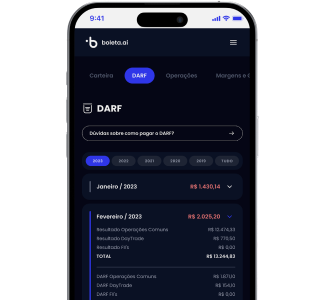 9:41
boleta.ai
Carteira DARF Operações Margens e
DARF
Dúvidas sobre como pagar o DARF?
2023 2022 2021 2020 2019 TUDO
Janeiro / 2023 R$ 1.430,14
Fevereiro / 2023 R$ 2.025,20
Resultado Operações Comuns R$ 12.474,33
Resultado DayTrade R$ 770,50
Resultado FII's R$ 0,00
TOTAL R$ 13.244,83
DARF Operações Comuns R$ 1.871,13
DARF DayTrade R$ 154,10
DARF FII's R$ 0,00